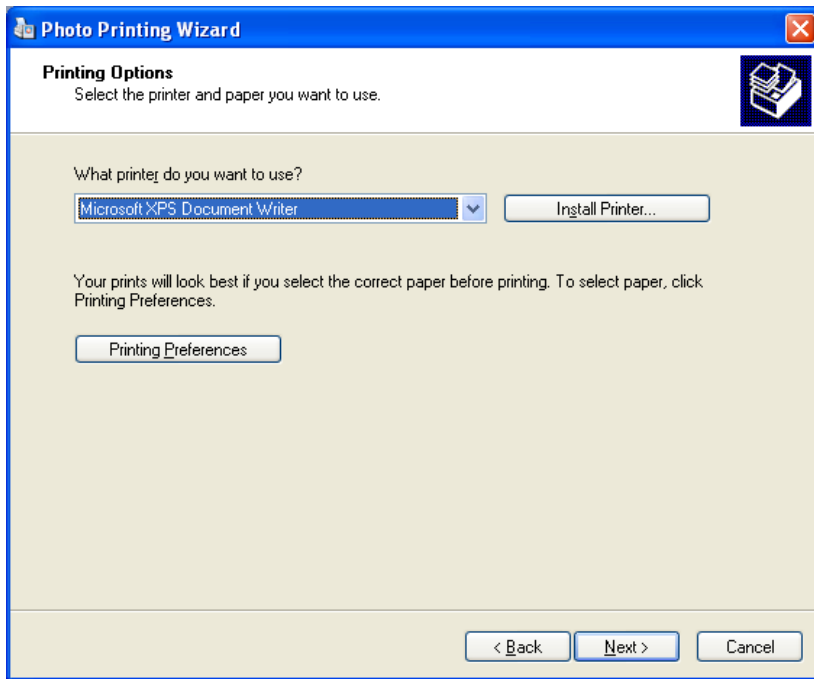 Photo Printing Wizard
Printing Options
Select the printer and paper you want to use.
What printer do you want to use?
Microsoft XPS Document Writer
Install Printer...
Your prints will look best if you select the correct paper before printing. To select paper, click
Printing Preferences.
Printing Preferences
< Back
Next >
Cancel